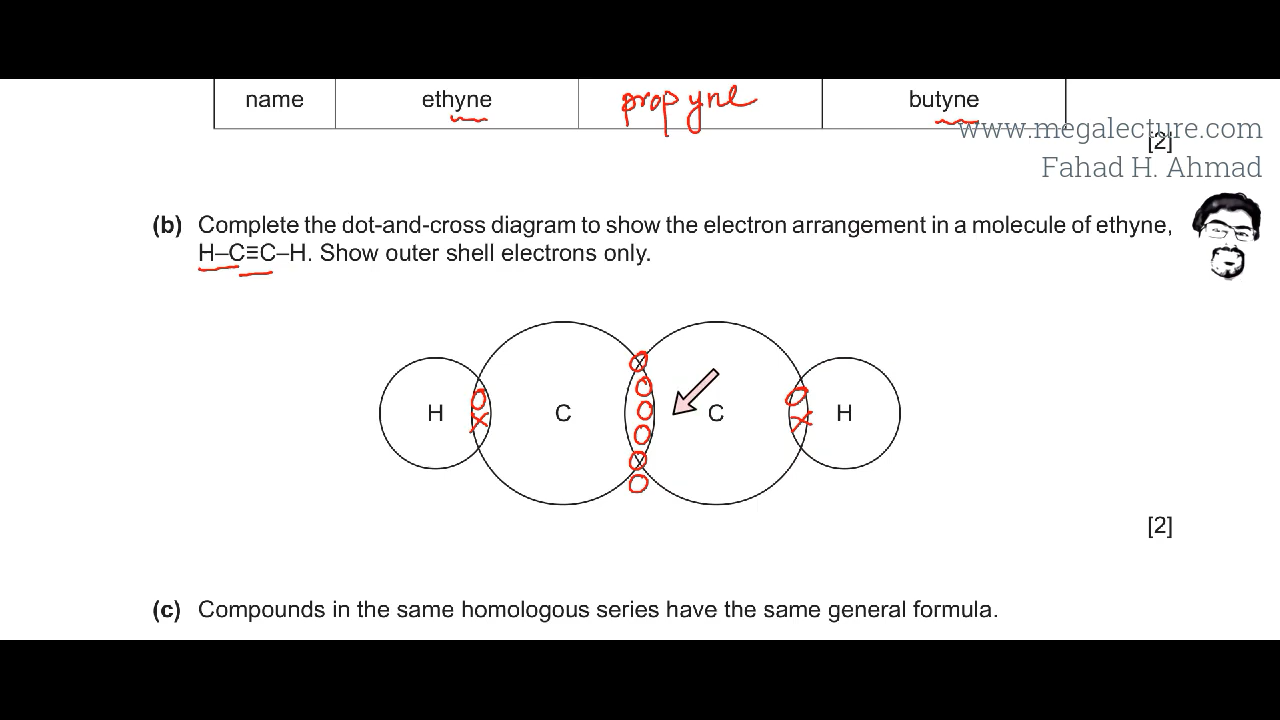 name ethyne propyne butyne
www.megalecture.com
[2]
Fahad H. Ahmad
(b) Complete the dot-and-cross diagram to show the electron arrangement in a molecule of ethyne,
H–C≡C–H. Show outer shell electrons only.
H C C H
[2]
(c) Compounds in the same homologous series have the same general formula.